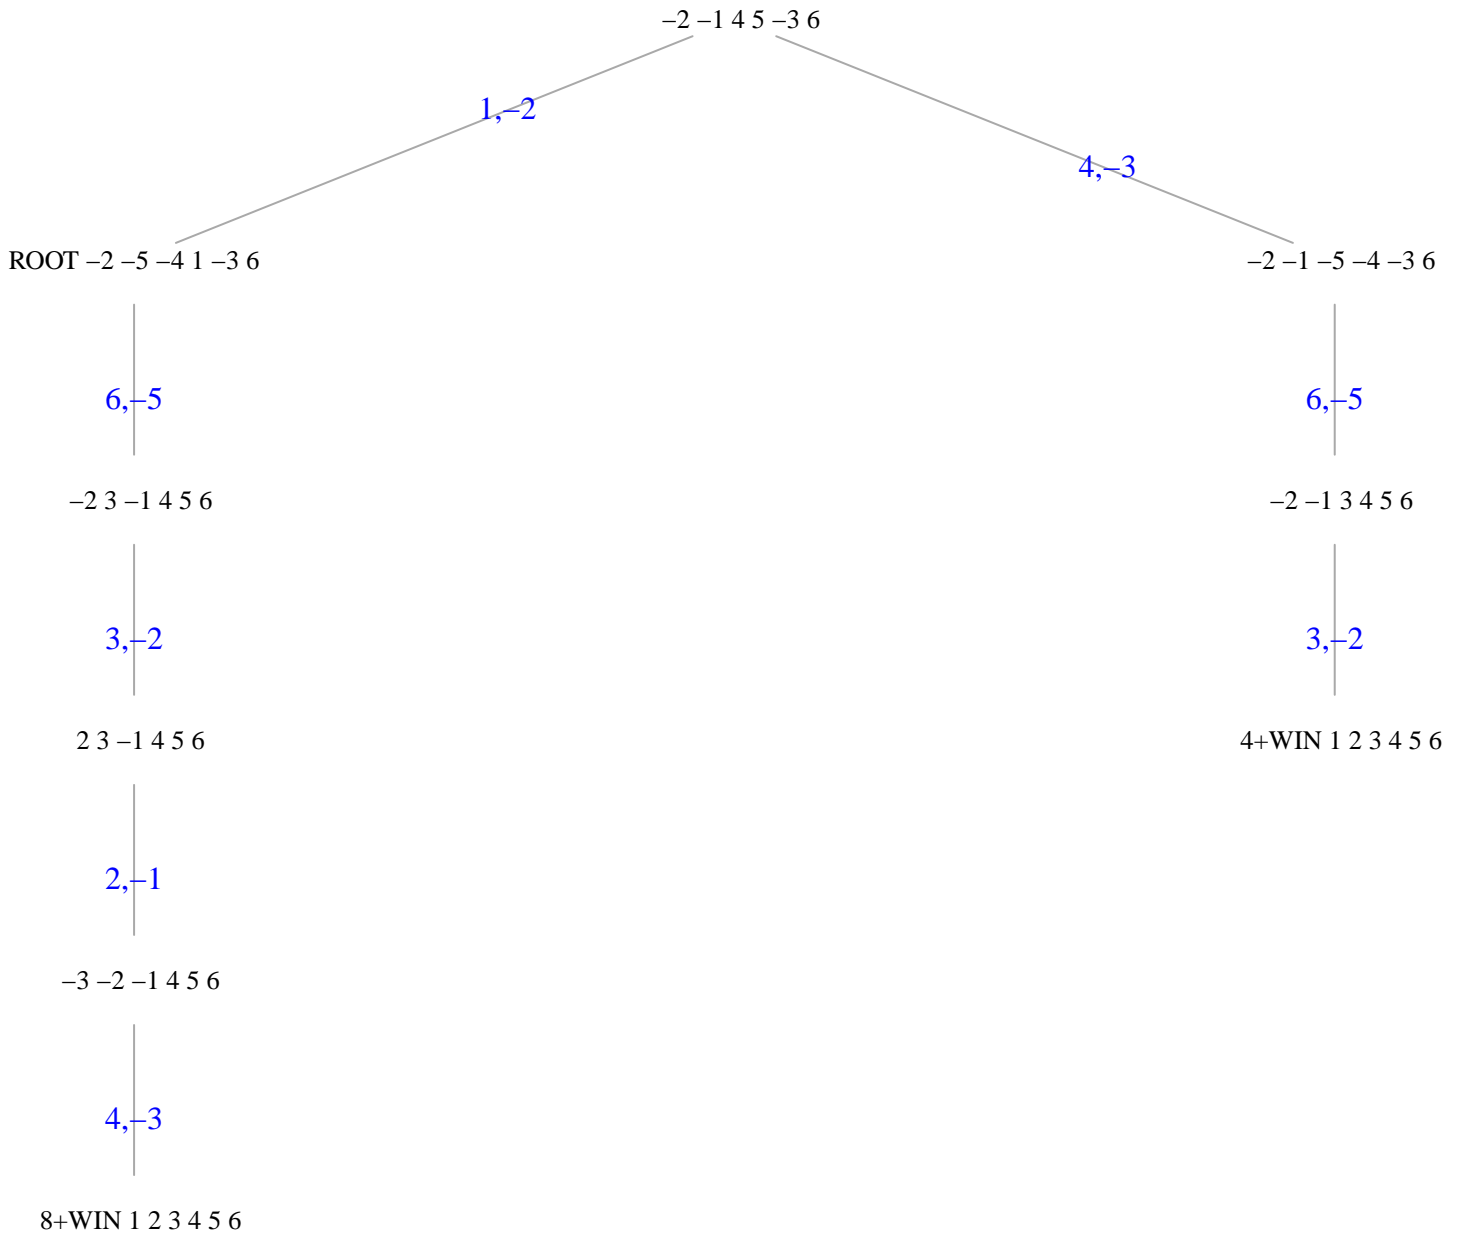 –2 –1 4 5 –3 6
1,–2
4,–3
ROOT –2 –5 –4 1 –3 6
–2 –1 –5 –4 –3 6
6,–5
6,–5
–2 3 –1 4 5 6
–2 –1 3 4 5 6
3,–2
3,–2
2 3 –1 4 5 6
4+WIN 1 2 3 4 5 6
2,–1
–3 –2 –1 4 5 6
4,–3
8+WIN 1 2 3 4 5 6